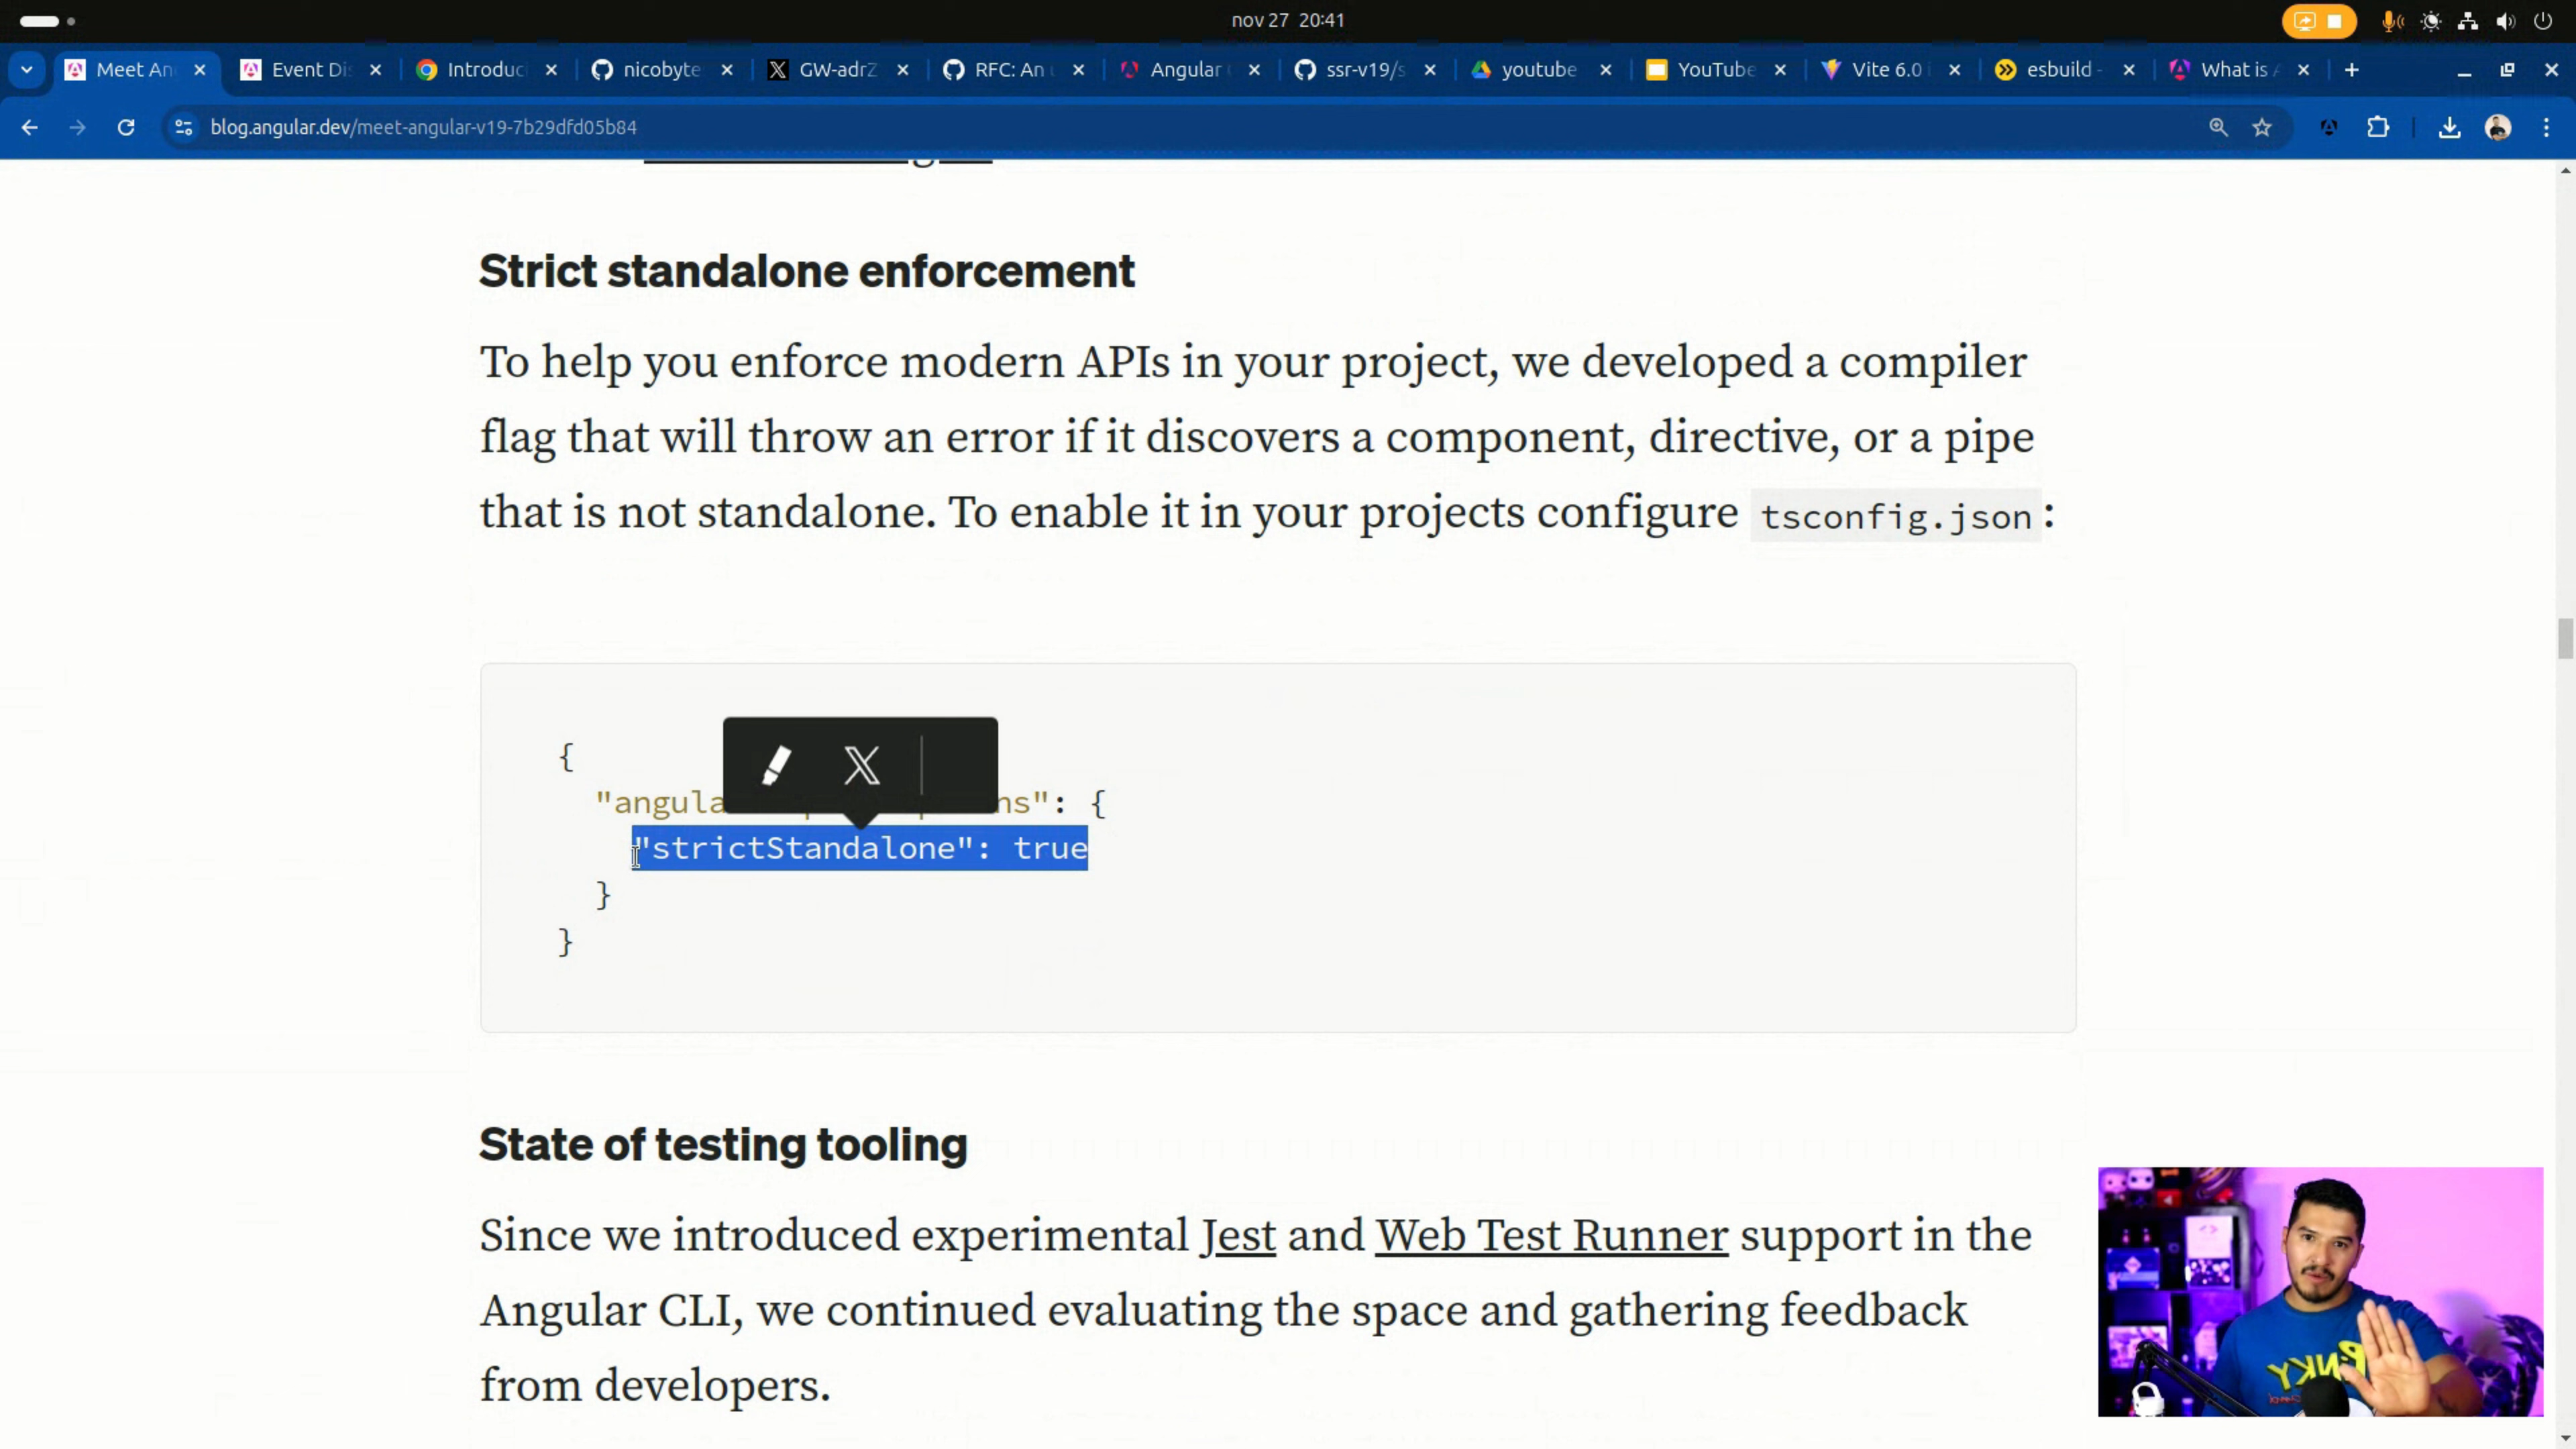 nov 27 20:41
Meet An
Event Di
Introduc
nicobyte
GW-adrZ
RFC: An
Angular
ssr-v19/s
youtube
YouTube
Vite 6.0
esbuild -
What is
blog.angular.dev/meet-angular-v19-7b29dfd05b84
Strict standalone enforcement
To help you enforce modern APIs in your project, we developed a compiler
flag that will throw an error if it discovers a component, directive, or a pipe
that is not standalone. To enable it in your projects configure tsconfig.json:
{
"angula ns": {
"strictStandalone": true
}
}
State of testing tooling
Since we introduced experimental Jest and Web Test Runner support in the
Angular CLI, we continued evaluating the space and gathering feedback
from developers.